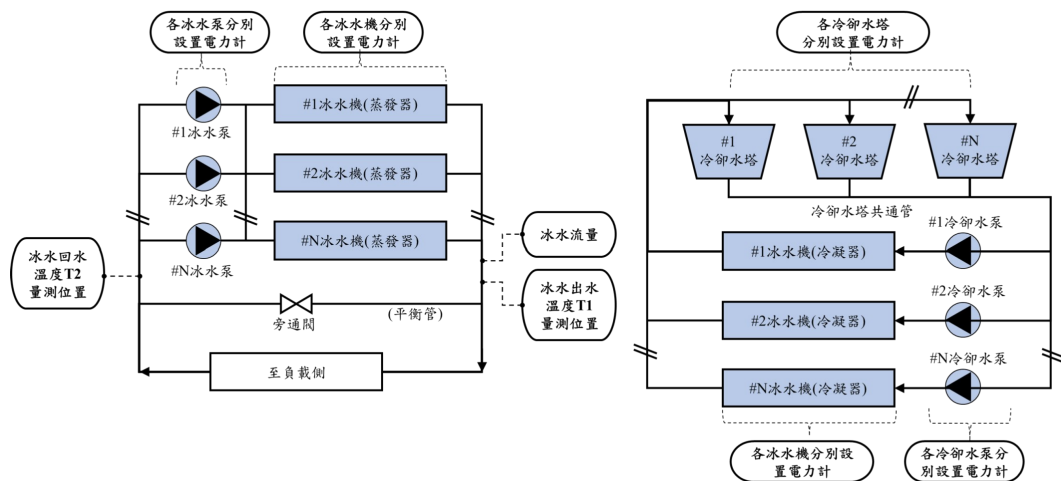 各冰水泵分別
設置電力計
各冰水機分別
設置電力計
#1冰水機(蒸發器)
#1冰水泵
#2冰水機(蒸發器)
#2冰水泵
#N冰水機(蒸發器)
#N冰水泵
冰水回水
溫度T2
量測位置
冰水流量
冰水出水
溫度T1
量測位置
旁通閥
(平衡管)
至負載側
各冷卻水塔
分別設置電力計
#1
冷卻水塔
#2
冷卻水塔
#N
冷卻水塔
冷卻水塔共通管
#1冷卻水泵
#1冰水機(冷凝器)
#2冷卻水泵
#2冰水機(冷凝器)
#N冷卻水泵
#N冰水機(冷凝器)
各冰水機分別設
置電力計
各冷卻水泵分
別設置電力計